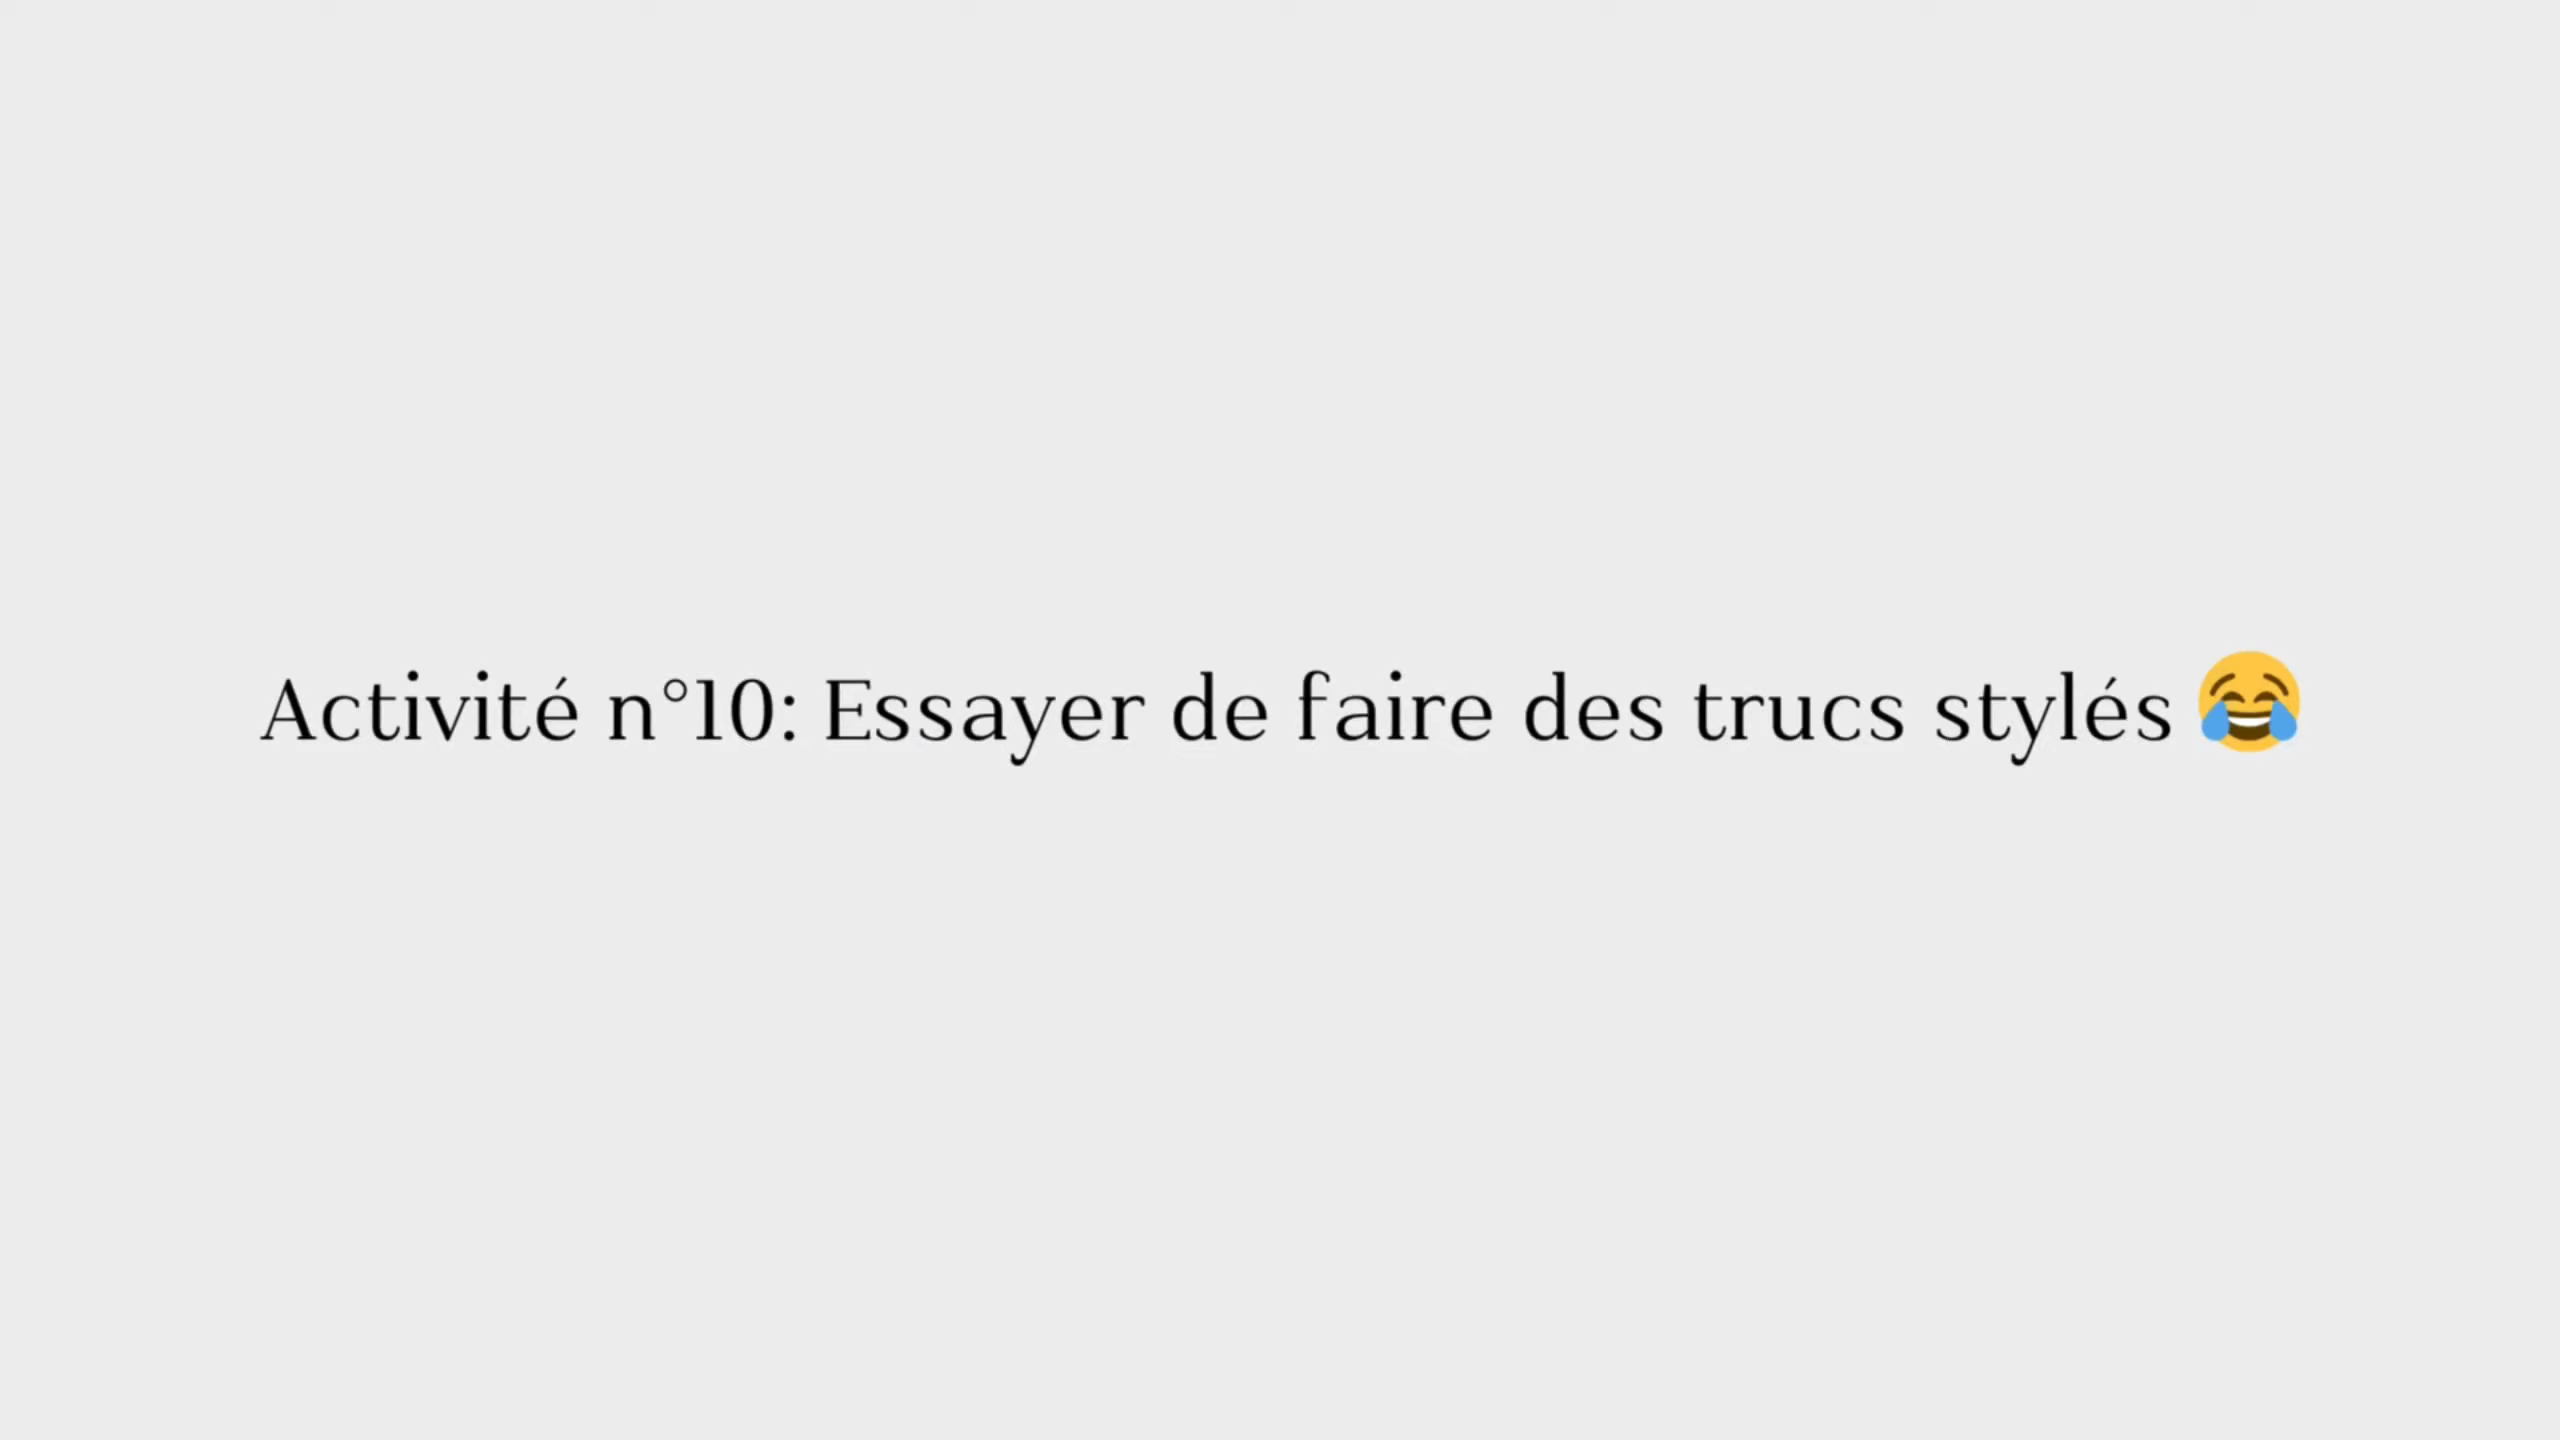 Activité n°10: Essayer de faire des trucs stylés 😂